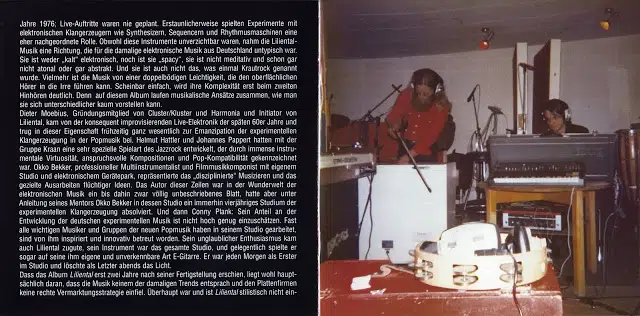 Jahre 1976; Live-Auftritte waren nie geplant. Erstaunlicherweise spielten Experimente mit
elektronischen Klangerzeugern wie Synthesizern, Sequencern und Rhythmusmaschinen eine
eher nachgeordnete Rolle. Obwohl diese Instrumente unverzichtbar waren, nahm die Liliental-
Musik eine Richtung, die für die damalige elektronische Musik aus Deutschland untypisch war.
Sie ist weder „kalt" elektronisch, noch ist sie „spacy", sie ist nicht meditativ und schon gar
nicht atonal oder gar abstrakt. Und sie ist auch nicht das, was einmal Krautrock genannt
wurde. Vielmehr ist die Musik von einer doppelbödigen Leichtigkeit, die den oberflächlichen
Hörer in die Irre führen kann. Scheinbar einfach, wird ihre Komplexität erst beim zweiten
Hinhören deutlich. Denn auf diesem Album laufen musikalische Ansätze zusammen, wie man
sie sich unterschiedlicher kaum vorstellen kann.
Dieter Moebius, Gründungsmitglied von Cluster/Kluster und Harmonia und Initiator von
Liliental, kam von der konsequent improvisierenden Live-Elektronik der späten 60er Jahre und
trug in dieser Eigenschaft frühzeitig ganz wesentlich zur Emanzipation der experimentellen
Klangerzeugung in der Popmusik bei. Helmut Hattler und Johannes Pappert hatten mit der
Gruppe Kraan eine sehr spezielle Spielart des Jazzrock entwickelt, der durch immense instru-
mentale Virtuosität, anspruchsvolle Kompositionen und Pop-Kompatibilität gekennzeichnet
war. Okko Bekker, professioneller Multiinstrumentalist und Filmmusikkomponist mit eigenem
Studio und elektronischem Gerätepark, repräsentierte das „disziplinierte" Musizieren und das
gezielte Ausarbeiten flüchtiger Ideen. Das Autor dieser Zeilen war in der Wunderwelt der
elektronischen Musik ein bis dahin zwar völlig unbeschriebenes Blatt, hatte aber unter
Anleitung seines Mentors Okko Bekker in dessen Studio ein immerhin vierjähriges Studium der
experimentellen Klangerzeugung absolviert. Und dann Conny Plank: Sein Anteil an der
Entwicklung der deutschen experimentellen Musik ist nicht hoch genug einzuschätzen. Fast
alle wichtigen Musiker und Gruppen der neuen Popmusik haben in seinem Studio gearbeitet,
sind von ihm inspiriert und innovativ betreut worden. Sein unglaublicher Enthusiasmus kam
auch Liliental zugute, sein Instrument war das gesamte Studio, und gelegentlich spielte er
sogar auf seine ihm eigene und unverkennbare Art E-Gitarre. Er war jeden Morgen als Erster
im Studio und löschte als Letzter abends das Licht.
Dass das Album Liliental erst zwei Jahre nach seiner Fertigstellung erschien, liegt wohl haupt-
sächlich daran, dass die Musik keinem der damaligen Trends entsprach und den Plattenfirmen
keine rechte Vermarktungsstrategie einfiel. Überhaupt war und ist Liliental stilistisch nicht ein-